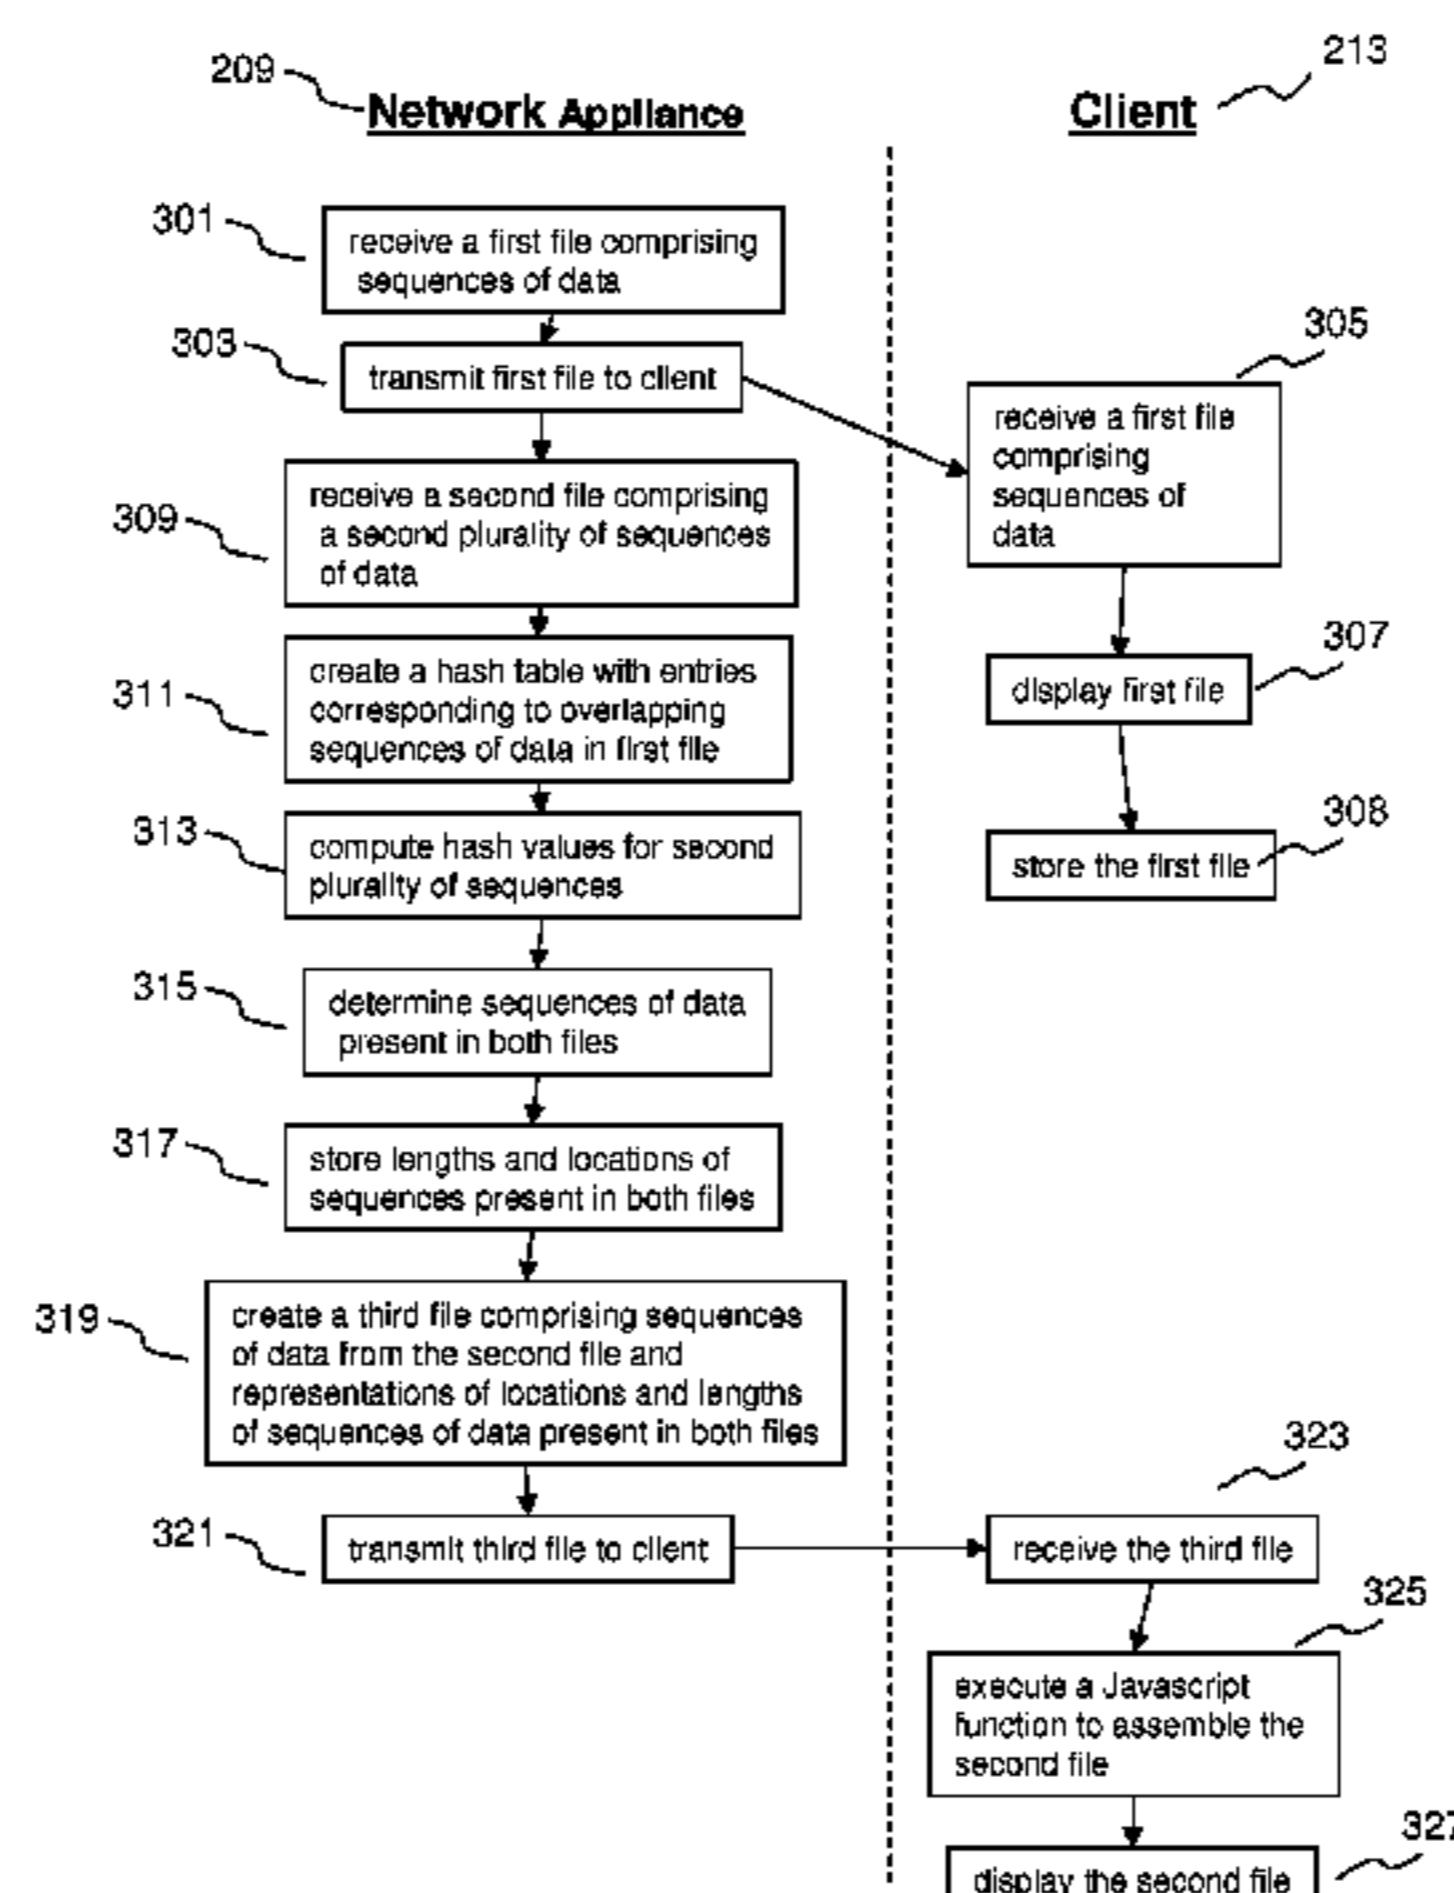 209
Network Appliance
213
Client
301
receive a first file comprising
sequences of data
303
transmit first file to client
305
receive a first file
comprising
sequences of
data
309
receive a second file comprising
a second plurality of sequences
of data
307
display first file
311
create a hash table with entries
corresponding to overlapping
sequences of data in first file
308
store the first file
313
compute hash values for second
plurality of sequences
315
determine sequences of data
present in both files
317
store lengths and locations of
sequences present in both files
319
create a third file comprising sequences
of data from the second file and
representations of locations and lengths
of sequences of data present in both files
321
transmit third file to client
323
receive the third file
325
execute a Javascript
function to assemble the
second file
327
display the second file